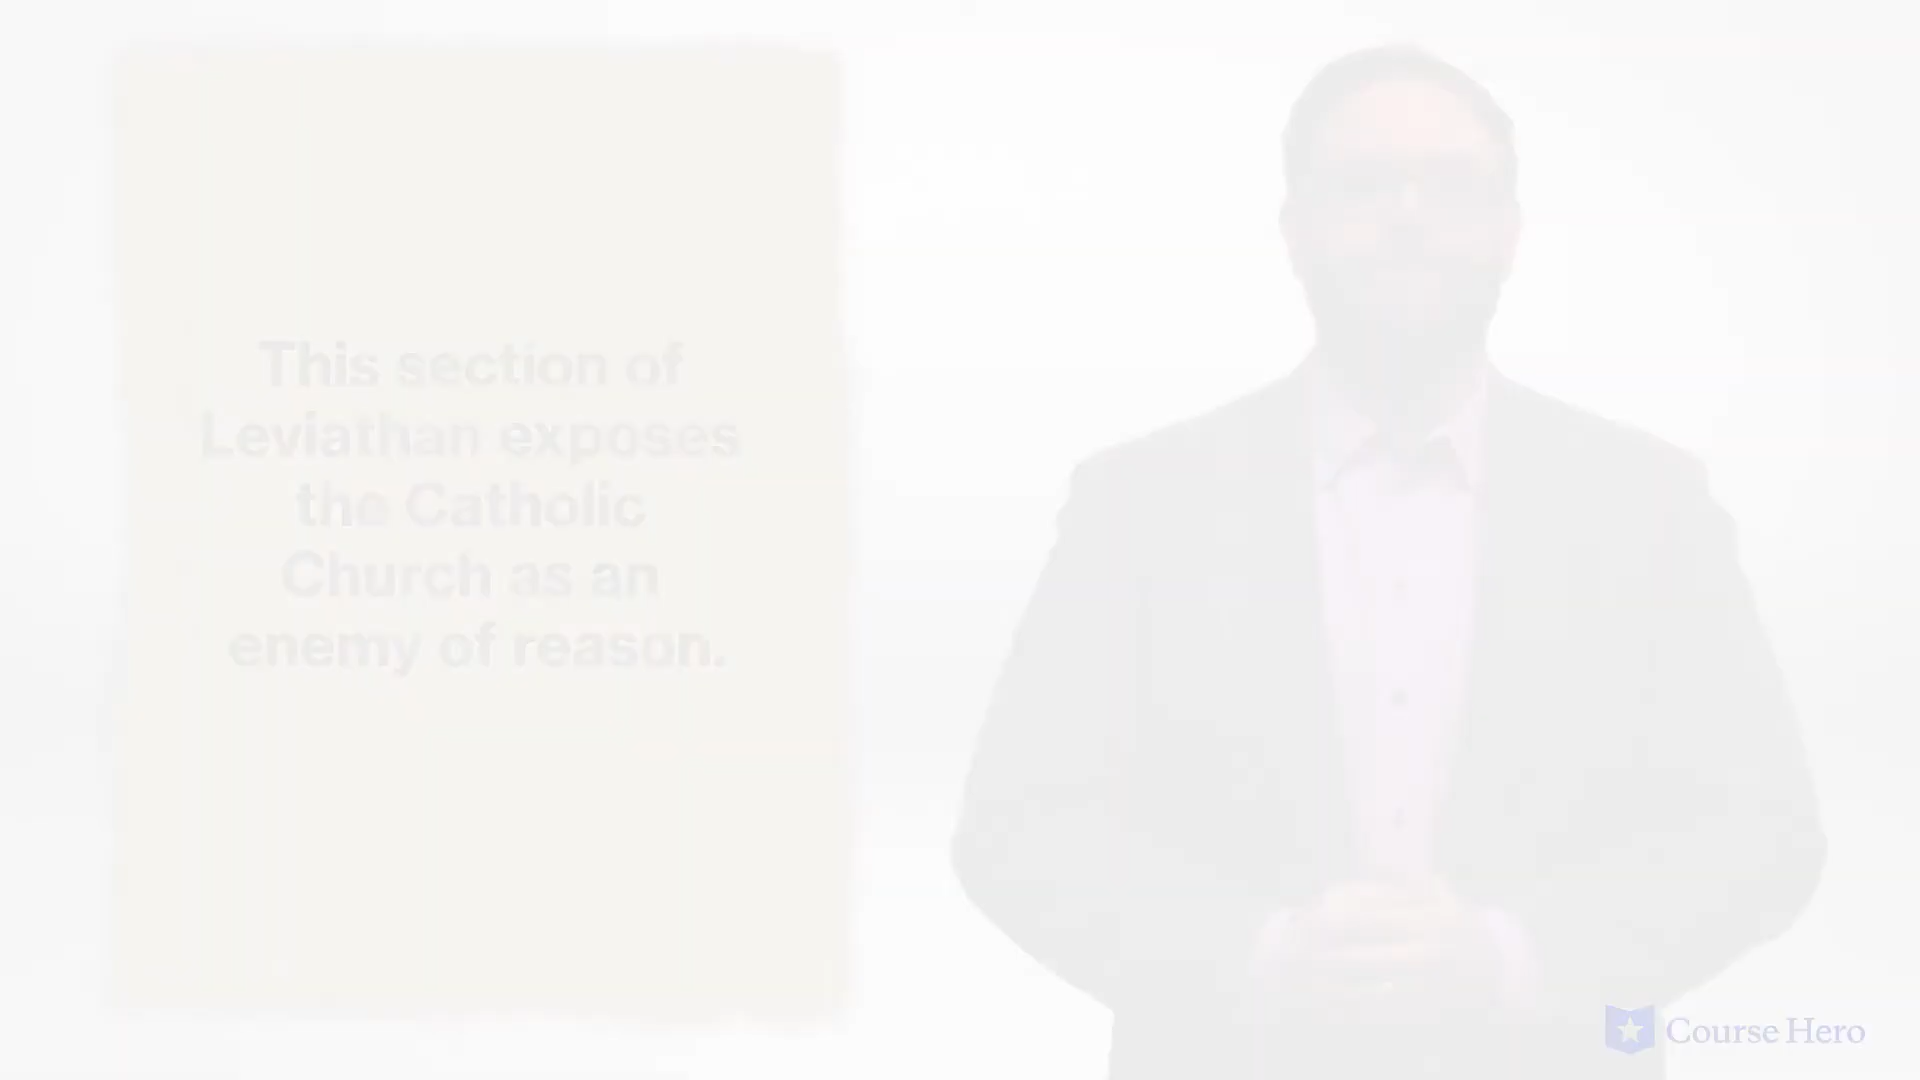 This section of
Leviathan exposes
the Catholic
Church as an
enemy of reason.
Course Hero